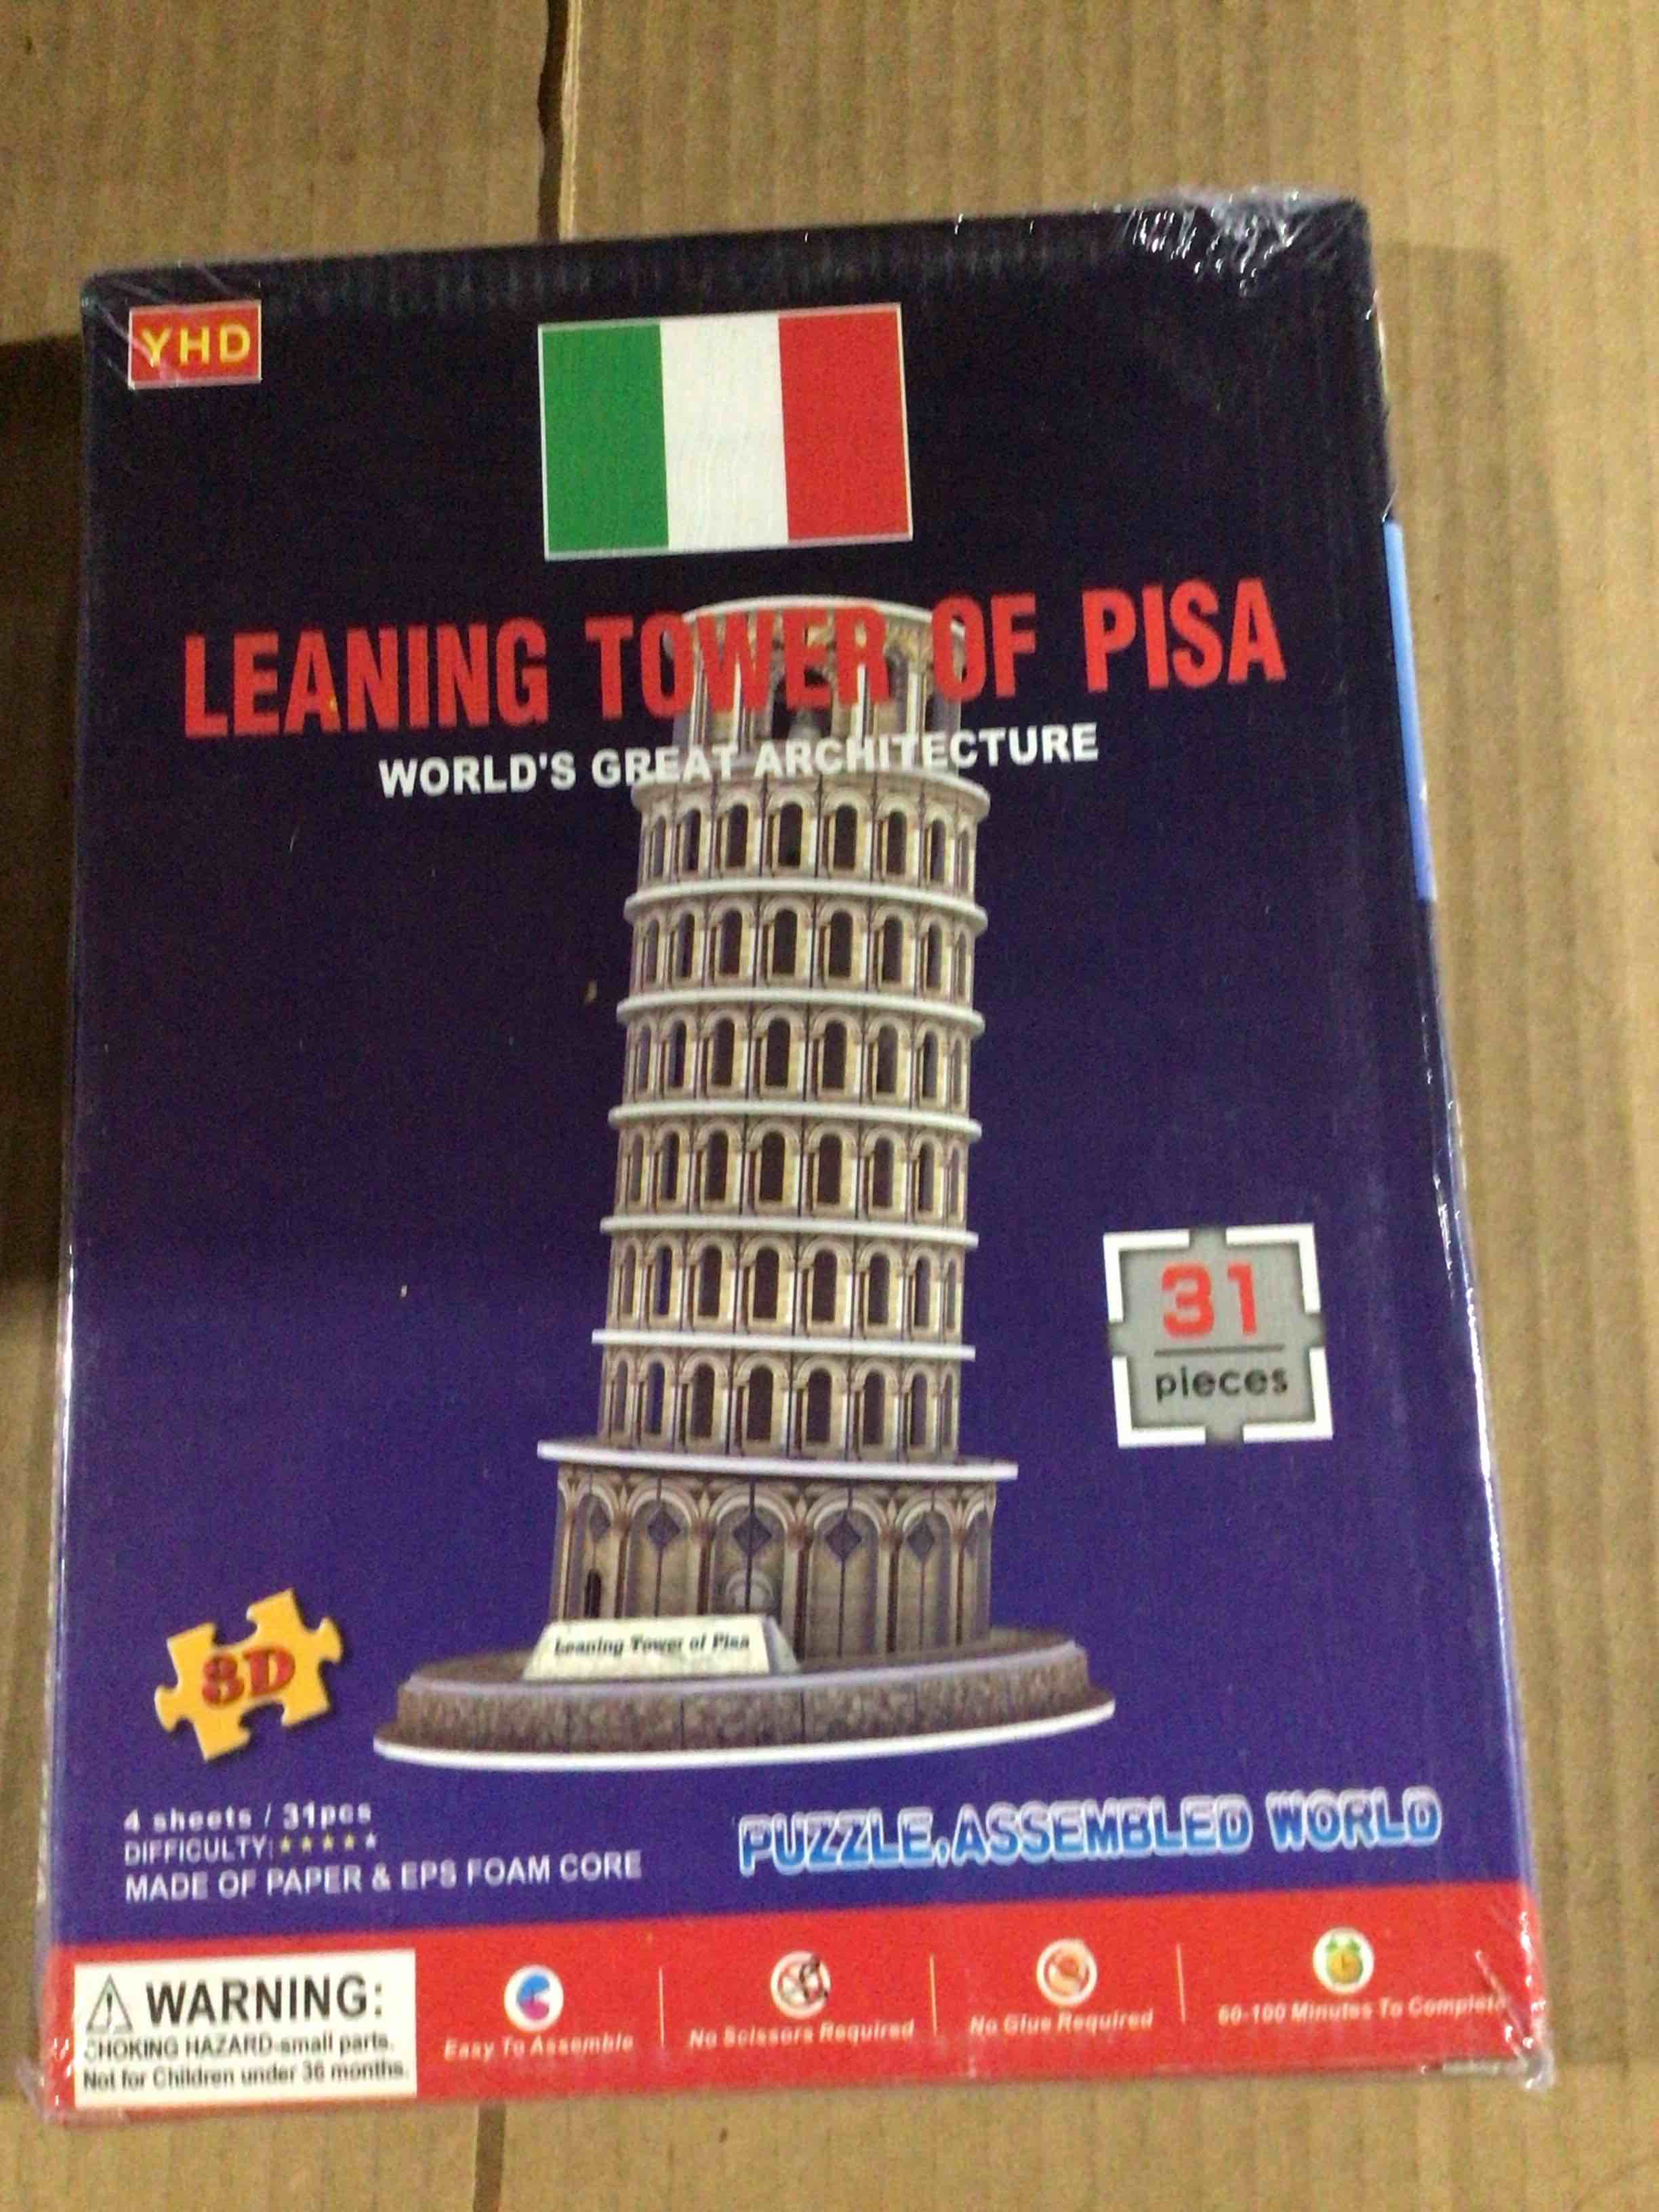 YHD
LEANING TOWER OF PISA
WORLD'S GREAT ARCHITECTURE
31
pieces
Leaning Tower of Pisa
3D
4 sheets / 31pcs
DIFFICULTY:★★★★★
MADE OF PAPER & EPS FOAM CORE
PUZZLE,ASSEMBLED WORLD
WARNING:
CHOKING HAZARD-small parts.
Not for Children under 36 months.
Easy To Assemble
No Scissors Required
No Glue Required
60-100 Minutes To Complete